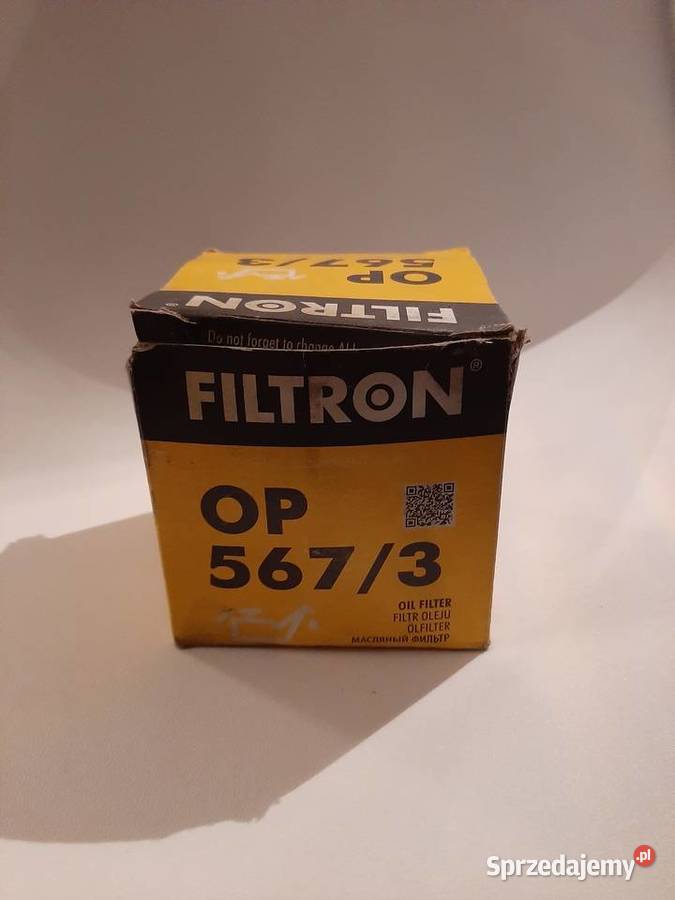 OP
567/3
FILTRON®
Do not forget to change
FILTRON®
OP
567/3
OIL FILTER
FILTR OLEJU
ÖLFILTER
МАСЛЯНЫЙ ФИЛЬТР
Sprzedajemy.pl